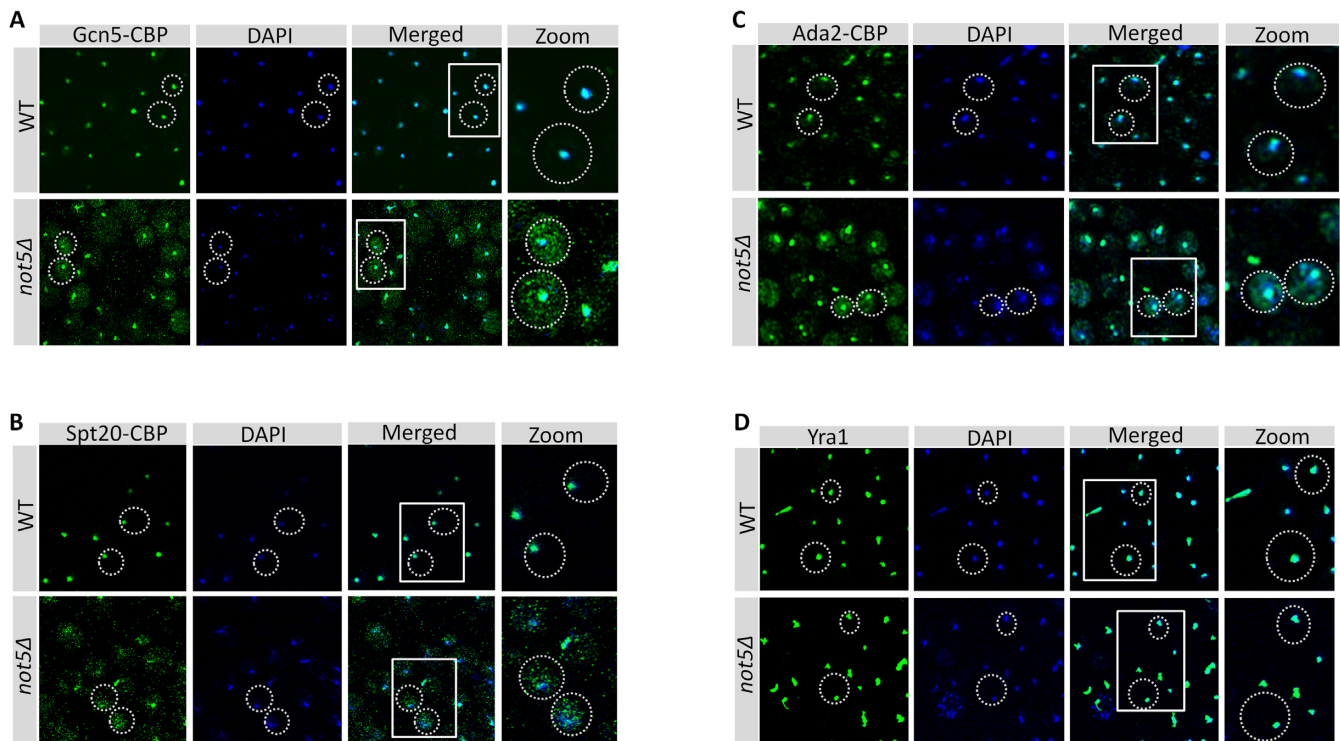 A
Gcn5-CBP DAPI Merged Zoom
WT
not5Δ
B
Spt20-CBP DAPI Merged Zoom
WT
not5Δ
C
Ada2-CBP DAPI Merged Zoom
WT
not5Δ
D
Yra1 DAPI Merged Zoom
WT
not5Δ